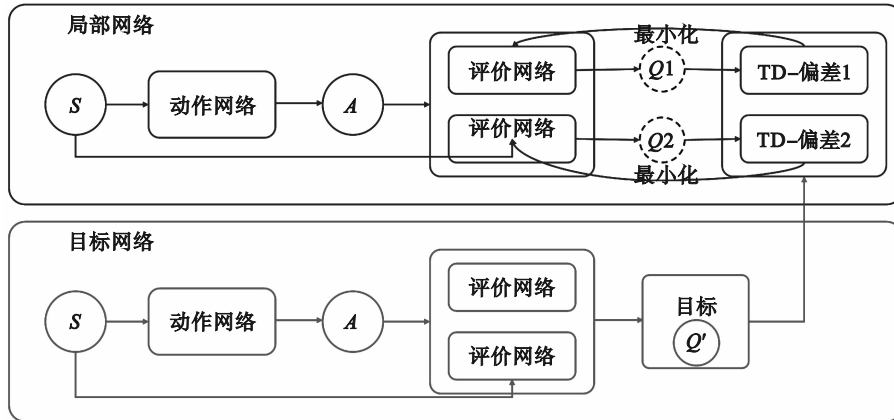 局部网络
最小化
S
动作网络
A
评价网络
Q1
TD-偏差1
评价网络
Q2
TD-偏差2
最小化
目标网络
S
动作网络
A
评价网络
评价网络
目标
Q'